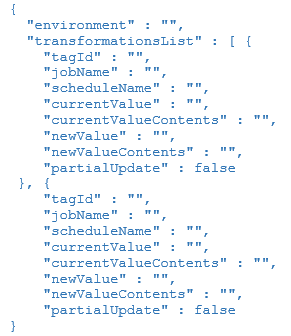 {
  "environment" : "",
  "transformationsList" : [ {
    "tagId" : "",
    "jobName" : "",
    "scheduleName" : "",
    "currentValue" : "",
    "currentValueContents" : "",
    "newValue" : "",
    "newValueContents" : "",
    "partialUpdate" : false
 }, {
    "tagId" : "",
    "jobName" : "",
    "scheduleName" : "",
    "currentValue" : "",
    "currentValueContents" : "",
    "newValue" : "",
    "newValueContents" : "",
    "partialUpdate" : false
}